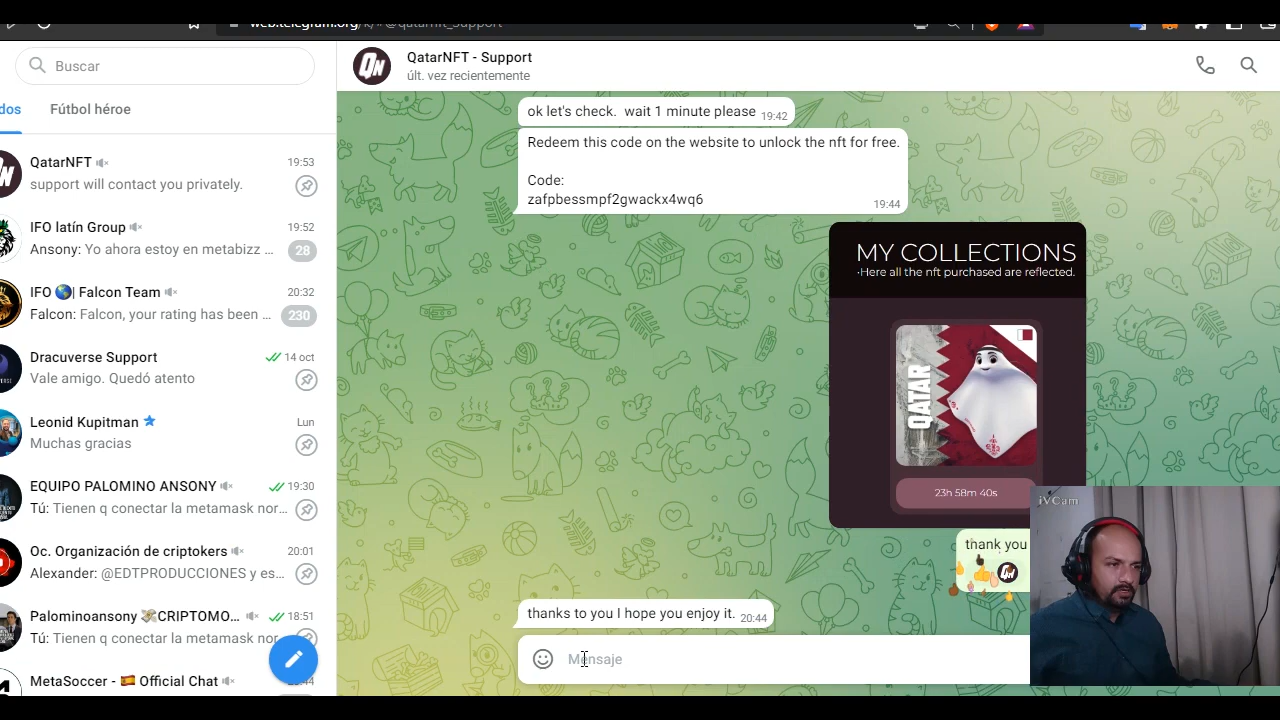 Buscar
QatarNFT - Support
últ. vez recientemente
dos
Fútbol héroe
QatarNFT
19:53
support will contact you privately.
IFO latín Group
19:52
Ansony: Yo ahora estoy en metabizz ...
28
IFO 🌎| Falcon Team
20:32
Falcon: Falcon, your rating has been ...
230
Dracuverse Support
14 oct
Vale amigo. Quedó atento
Leonid Kupitman
Lun
Muchas gracias
EQUIPO PALOMINO ANSONY
19:30
Tú: Tienen q conectar la metamask nor...
Oc. Organización de criptokers
20:01
Alexander: @EDTPRODUCCIONES y es...
Palominoansony 💸CRIPTOMO...
18:51
Tú: Tienen q conectar la metamask nor
MetaSoccer - 🇪🇸 Official Chat
ok let's check. wait 1 minute please 19:42
Redeem this code on the website to unlock the nft for free.
Code:
zafpbessmpf2gwackx4wq6
19:44
MY COLLECTIONS
·Here all the nft purchased are reflected.
QATAR
23h 58m 40s
iVCam
thank you
QN
thanks to you I hope you enjoy it. 20:44
Mensaje